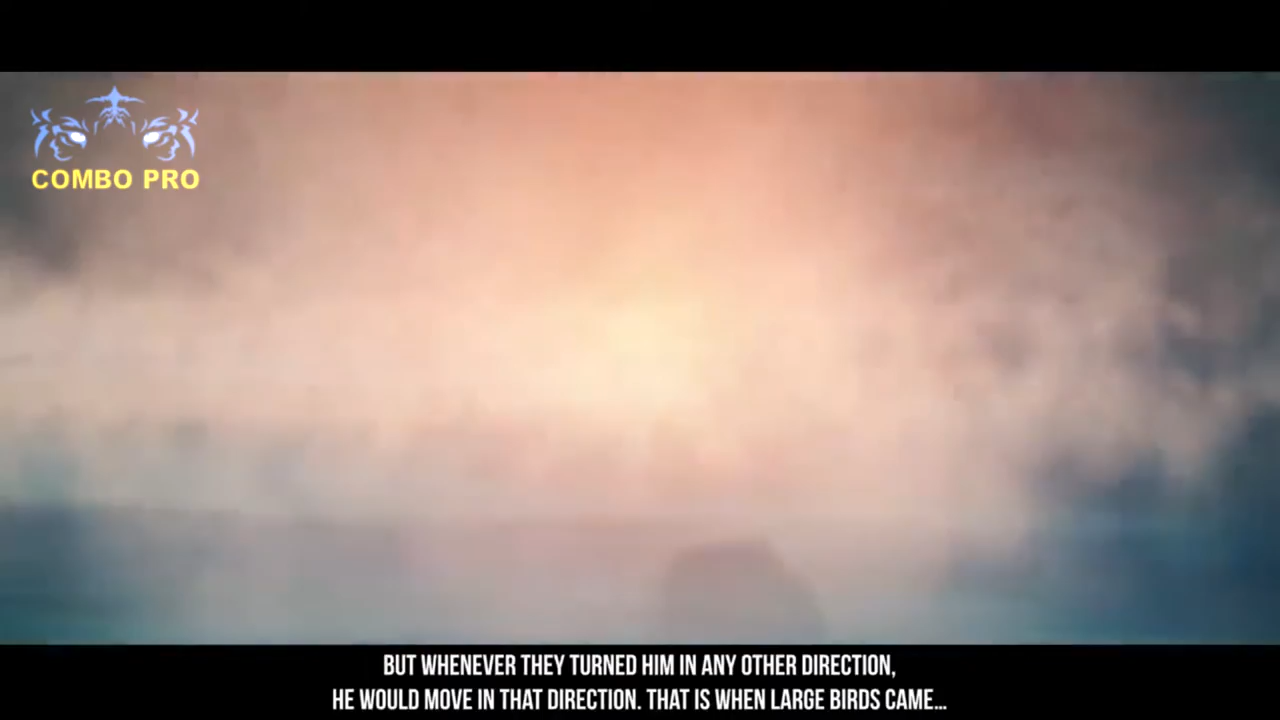 COMBO PRO
BUT WHENEVER THEY TURNED HIM IN ANY OTHER DIRECTION,
HE WOULD MOVE IN THAT DIRECTION. THAT IS WHEN LARGE BIRDS CAME...